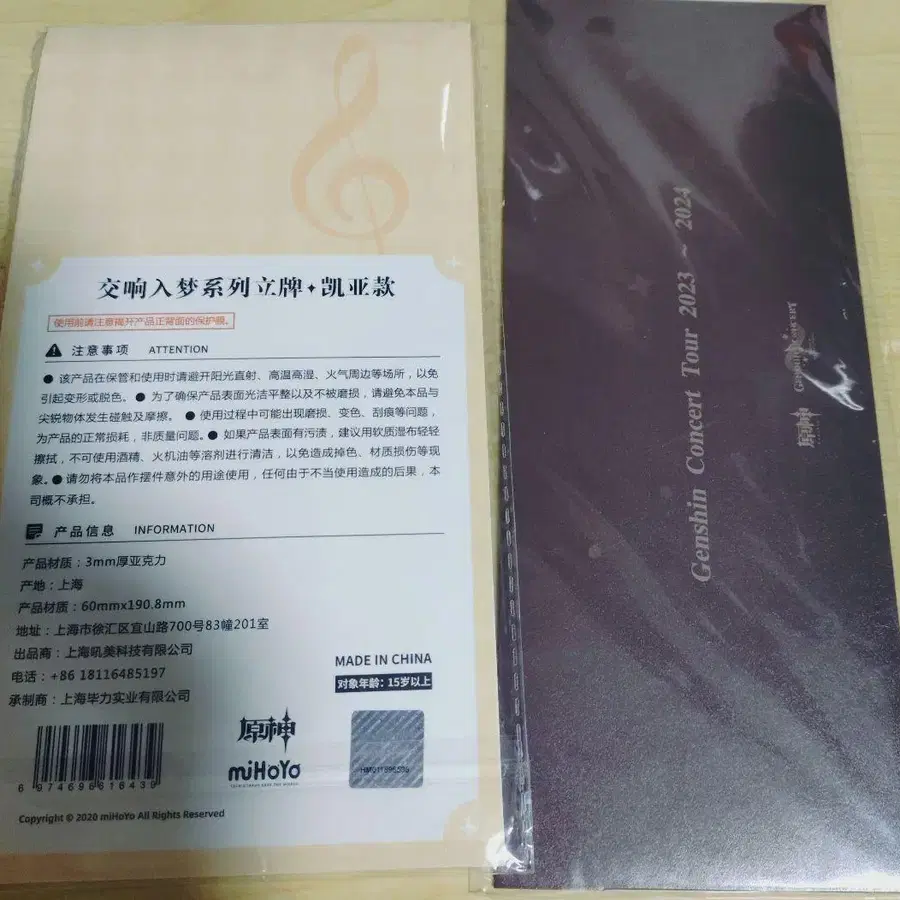 交响入梦系列立牌✦凯亚款
使用前请注意揭开产品正背面的保护膜。
注意事项 ATTENTION
● 该产品在保管和使用时请避开阳光直射、高温高湿、火气周边等场所，以免
引起变形或脱色。● 为了确保产品表面光洁平整以及不被磨损，请避免本品与
尖锐物体发生碰触及摩擦。 ● 使用过程中可能出现磨损、变色、刮痕等问题，
为产品的正常损耗，非质量问题。● 如果产品表面有污渍，建议用软质湿布轻轻
擦拭，不可使用酒精、火机油等溶剂进行清洁，以免造成掉色、材质损伤等现
象。● 请勿将本品作摆件意外的用途使用，任何由于不当使用造成的后果，本
司概不承担。
产品信息 INFORMATION
产品材质：3mm厚亚克力
产地：上海
产品材质：60mmx190.8mm
地址：上海市徐汇区宜山路700号83幢201室
出品商：上海吼美科技有限公司
电话：+86 18116485197
承制商：上海毕力实业有限公司
MADE IN CHINA
对象年龄：15岁以上
6 974696 616439
原神
miHoYo
TECH OTAKUS SAVE THE WORLD
Copyright © 2020 miHoYo All Rights Reserved
Genshin Concert Tour 2023 ~ 2024
原神
GENSHIN CONCERT